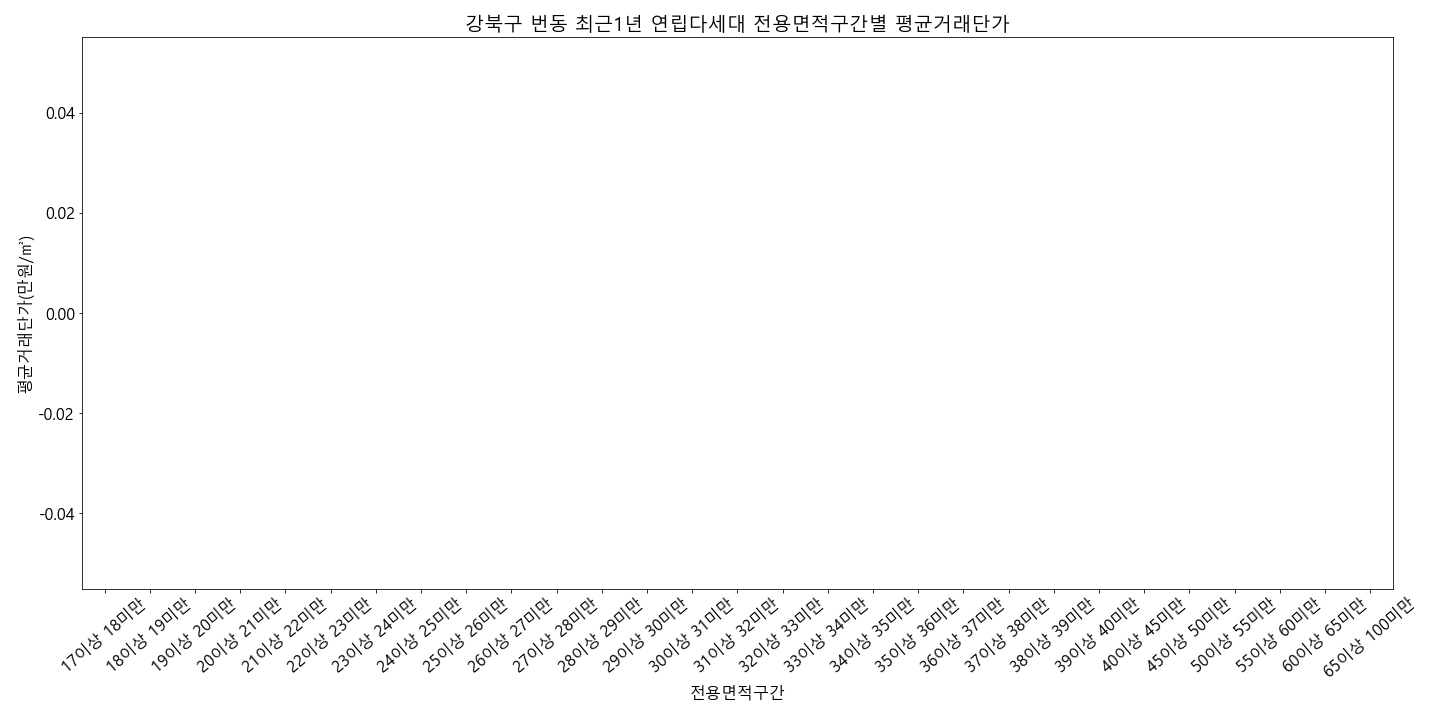 강북구 번동 최근1년 연립다세대 전용면적구간별 평균거래단가
평균거래단가(만원/㎡)
0.04
0.02
0.00
-0.02
-0.04
17이상 18미만
18이상 19미만
19이상 20미만
20이상 21미만
21이상 22미만
22이상 23미만
23이상 24미만
24이상 25미만
25이상 26미만
26이상 27미만
27이상 28미만
28이상 29미만
29이상 30미만
30이상 31미만
31이상 32미만
32이상 33미만
33이상 34미만
34이상 35미만
35이상 36미만
36이상 37미만
37이상 38미만
38이상 39미만
39이상 40미만
40이상 45미만
45이상 50미만
50이상 55미만
55이상 60미만
60이상 65미만
65이상 100미만
전용면적구간